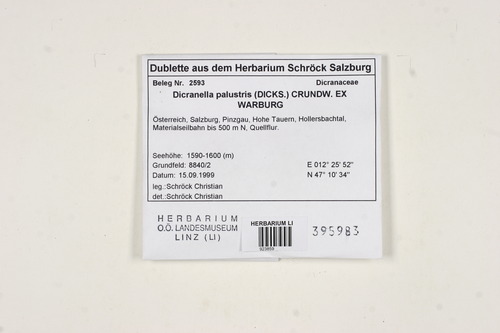 Dublette aus dem Herbarium Schröck Salzburg
Beleg Nr. 2593 Dicranaceae
Dicranella palustris (DICKS.) CRUNDW. EX
WARBURG
Österreich, Salzburg, Pinzgau, Hohe Tauern, Hollersbachtal,
Materialseilbahn bis 500 m N, Quellflur.
Seehöhe: 1590-1600 (m)
Grundfeld: 8840/2 E 012° 25' 52"
Datum: 15.09.1999 N 47° 10' 34"
leg.:Schröck Christian
det.:Schröck Christian
HERBARIUM
O.Ö. LANDESMUSEUM
LINZ (LI)
HERBARIUM LI
395983